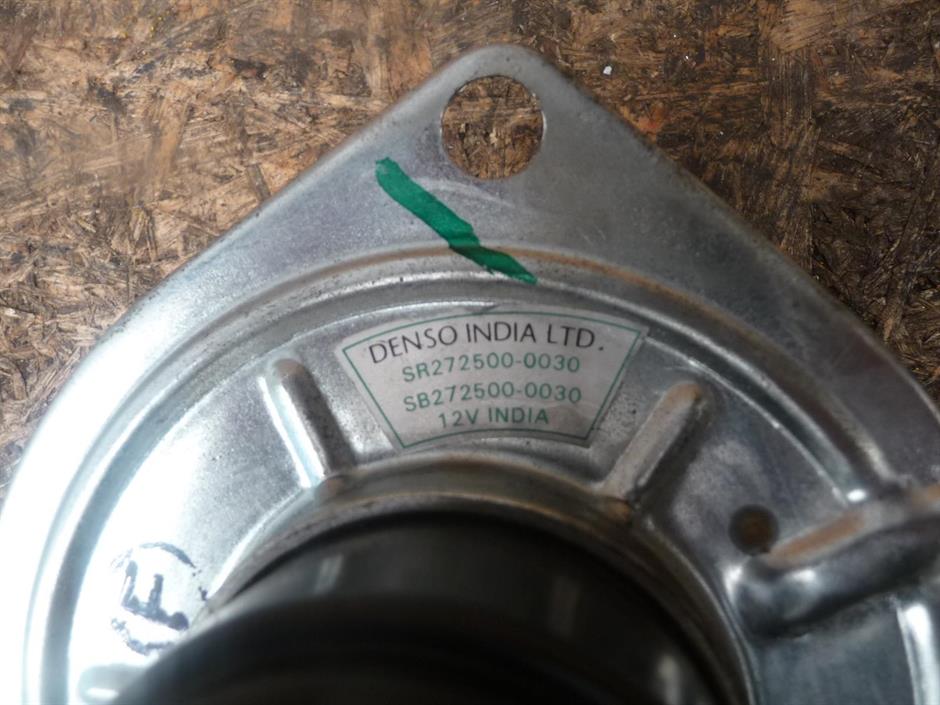 DENSO INDIA LTD.
SR272500-0030
SB272500-0030
12V INDIA